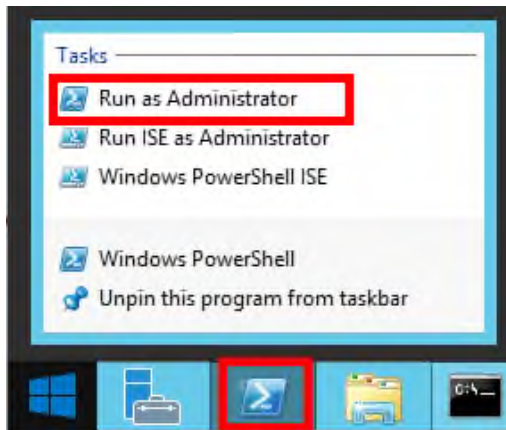 Tasks
Run as Administrator
Run ISE as Administrator
Windows PowerShell ISE
Windows PowerShell
Unpin this program from taskbar
C:\_